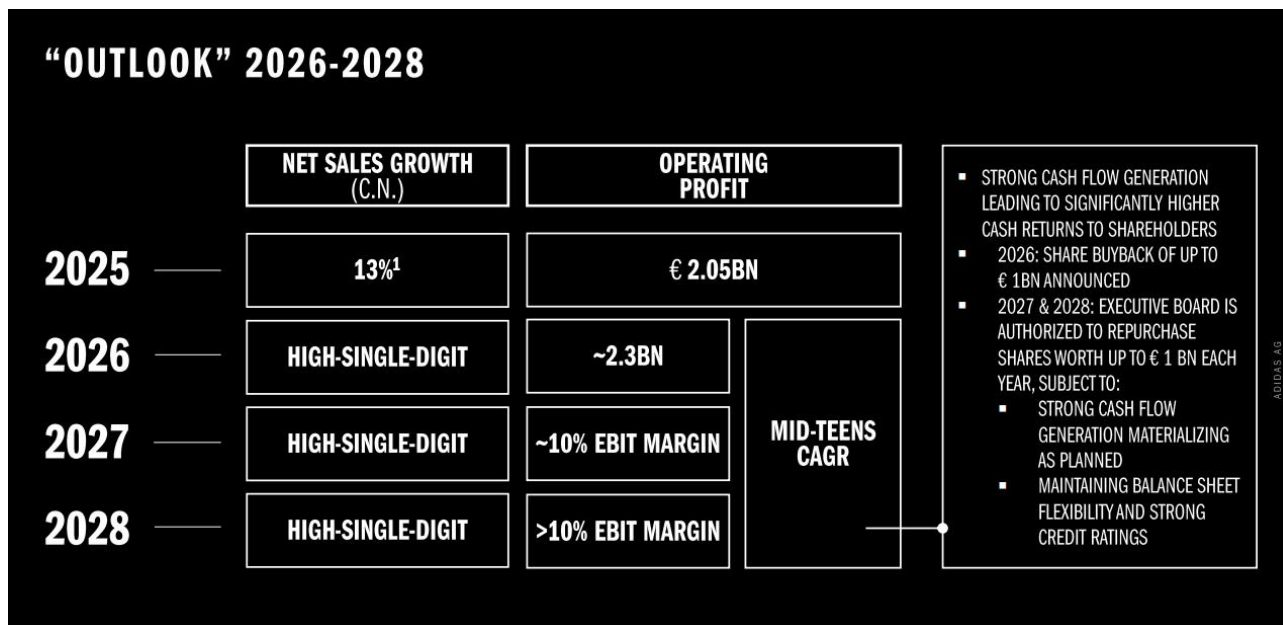 “OUTLOOK” 2026-2028
NET SALES GROWTH
(C.N.)
OPERATING
PROFIT
2025
13%¹
€ 2.05BN
2026
HIGH-SINGLE-DIGIT
~2.3BN
2027
HIGH-SINGLE-DIGIT
~10% EBIT MARGIN
2028
HIGH-SINGLE-DIGIT
>10% EBIT MARGIN
MID-TEENS
CAGR
▪ STRONG CASH FLOW GENERATION
LEADING TO SIGNIFICANTLY HIGHER
CASH RETURNS TO SHAREHOLDERS
▪ 2026: SHARE BUYBACK OF UP TO
€ 1BN ANNOUNCED
▪ 2027 & 2028: EXECUTIVE BOARD IS
AUTHORIZED TO REPURCHASE
SHARES WORTH UP TO € 1 BN EACH
YEAR, SUBJECT TO:
▪ STRONG CASH FLOW
GENERATION MATERIALIZING
AS PLANNED
▪ MAINTAINING BALANCE SHEET
FLEXIBILITY AND STRONG
CREDIT RATINGS
ADIDAS AG